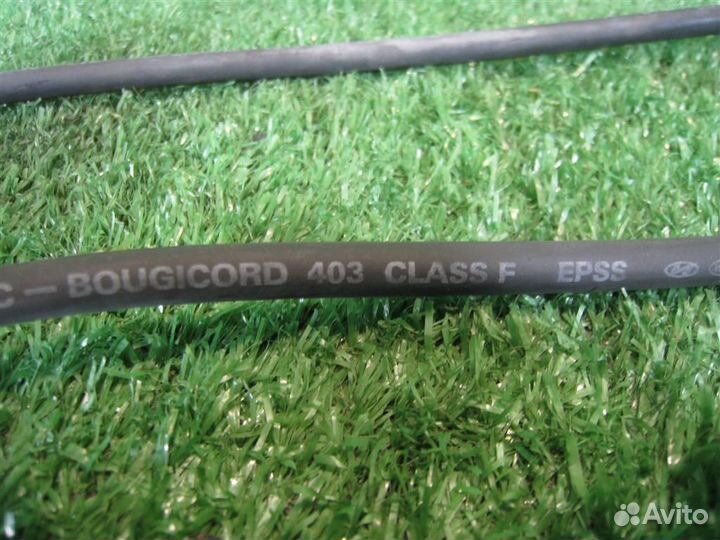 C - BOUGICORD 403 CLASS F EPSS
Avito